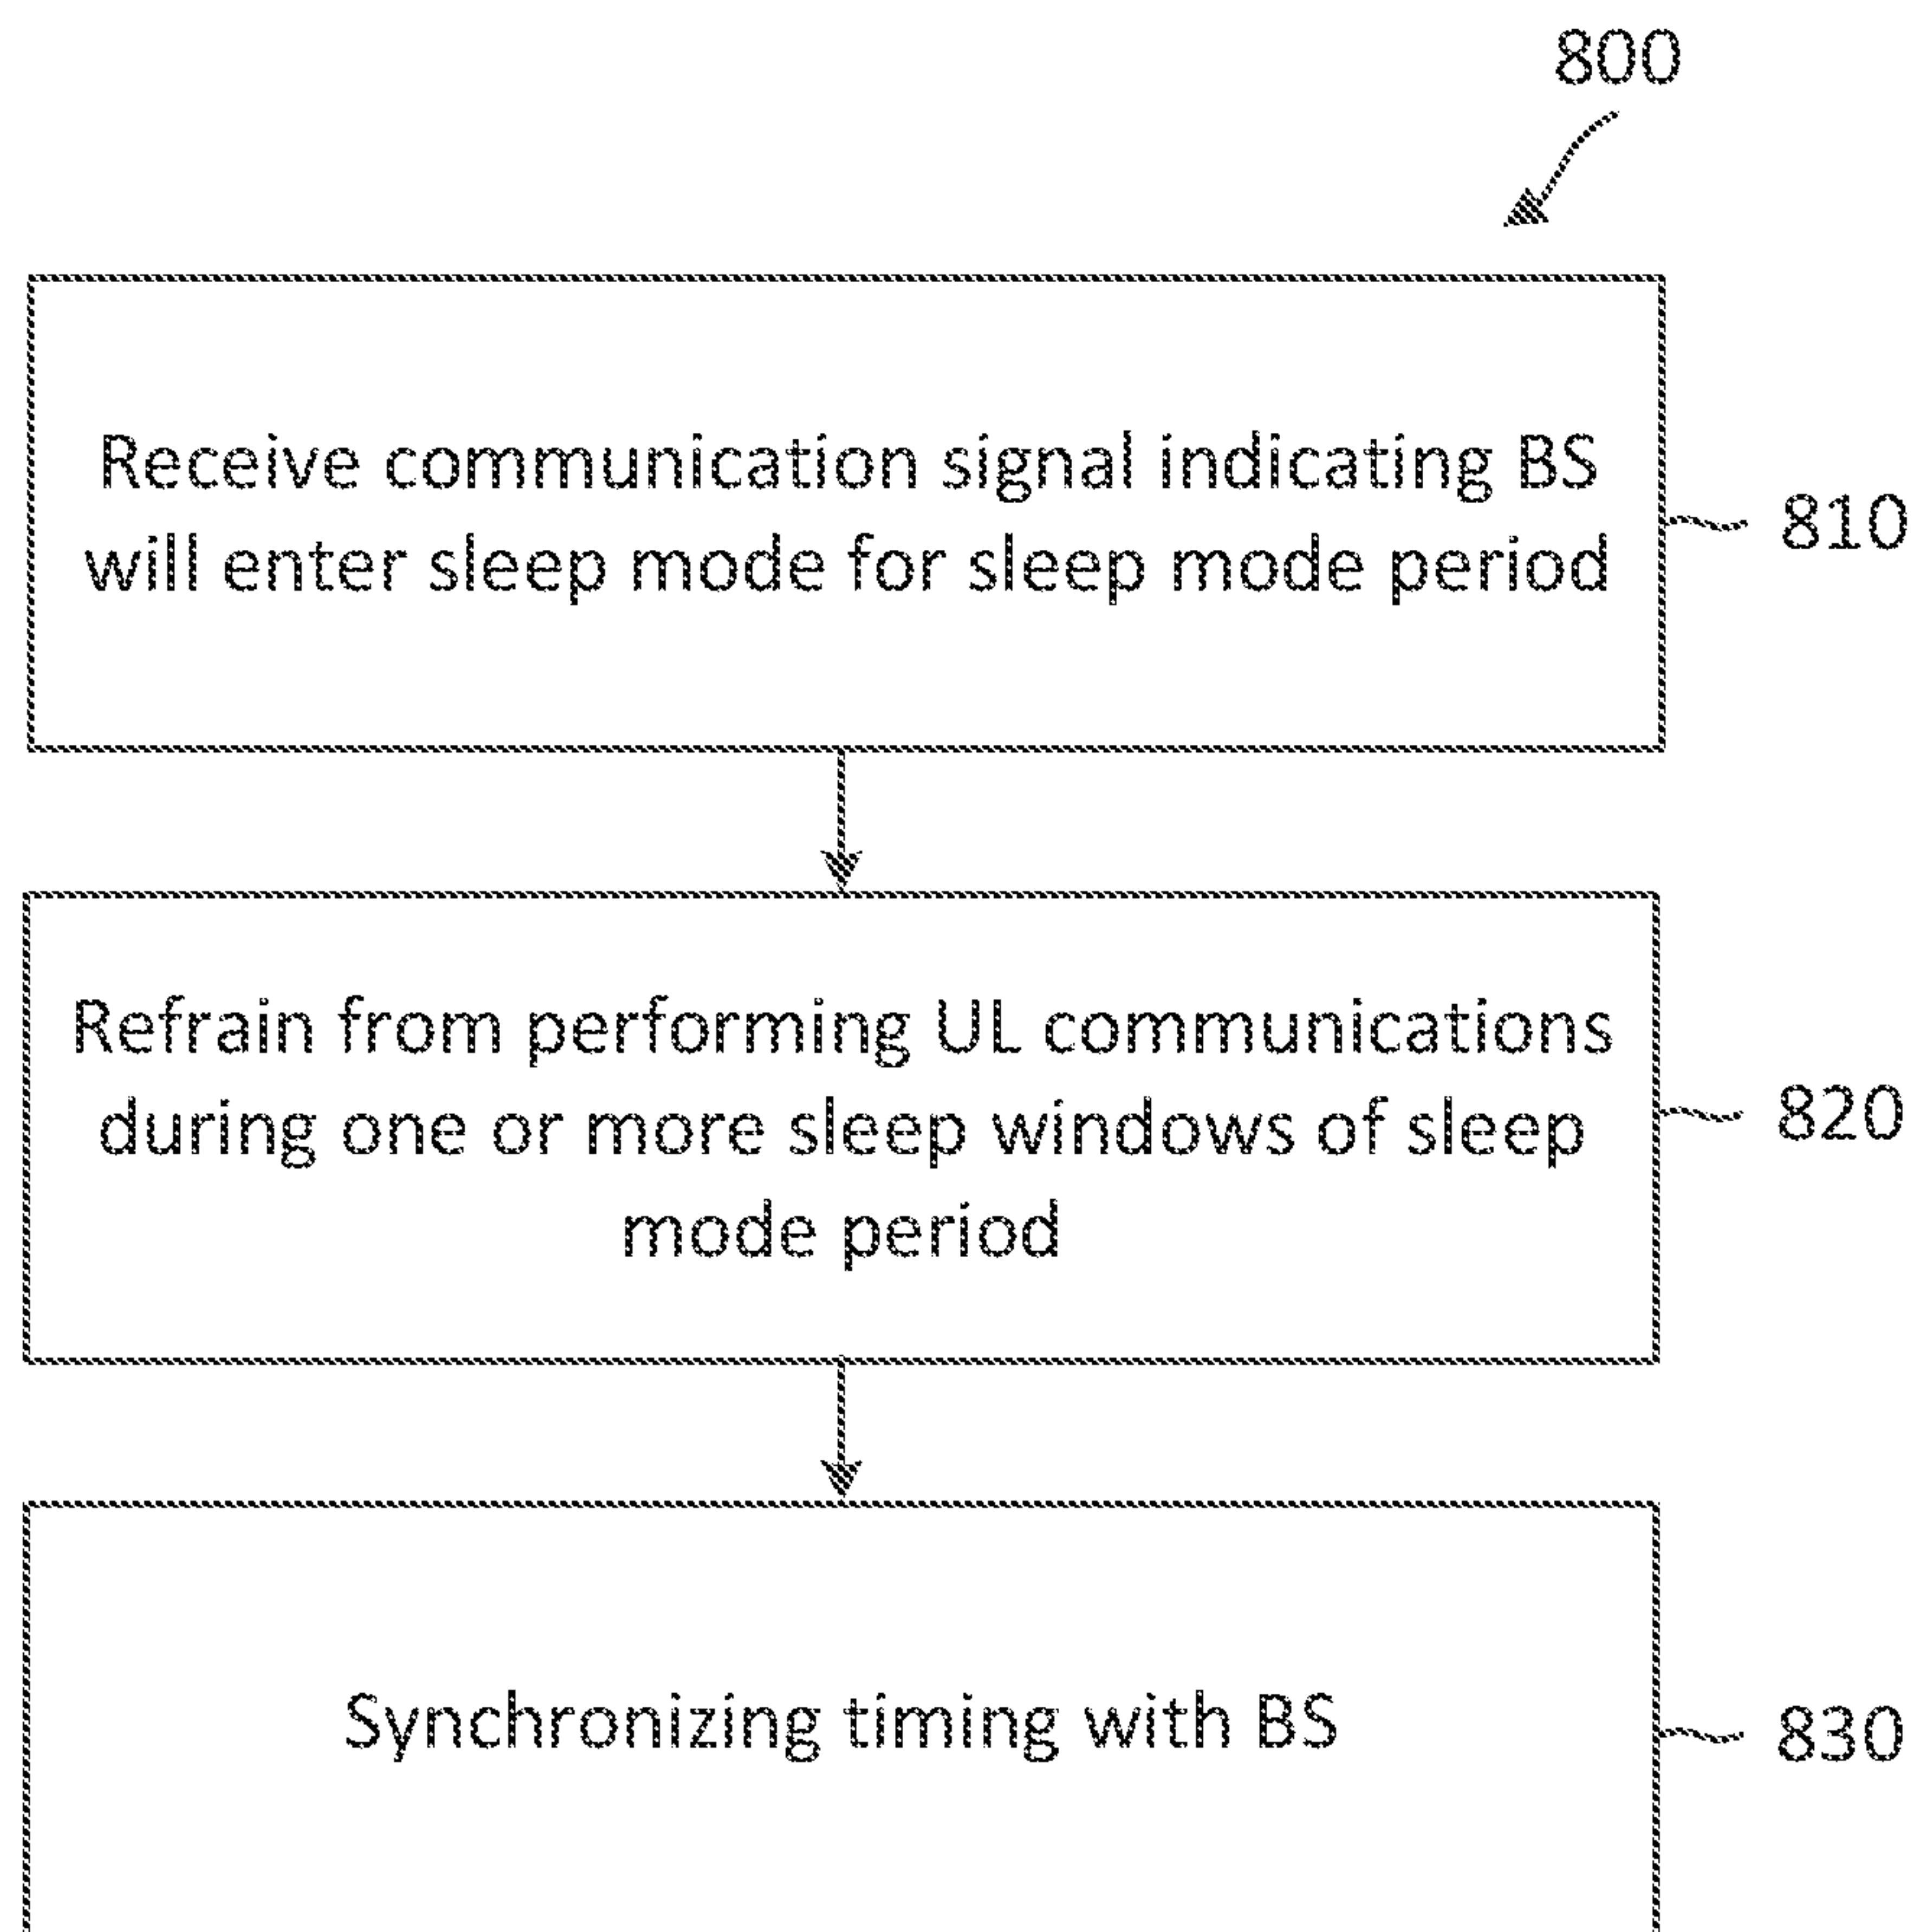 800
Receive communication signal indicating BS
will enter sleep mode for sleep mode period
810
Refrain from performing UL communications
during one or more sleep windows of sleep
mode period
820
Synchronizing timing with BS
830